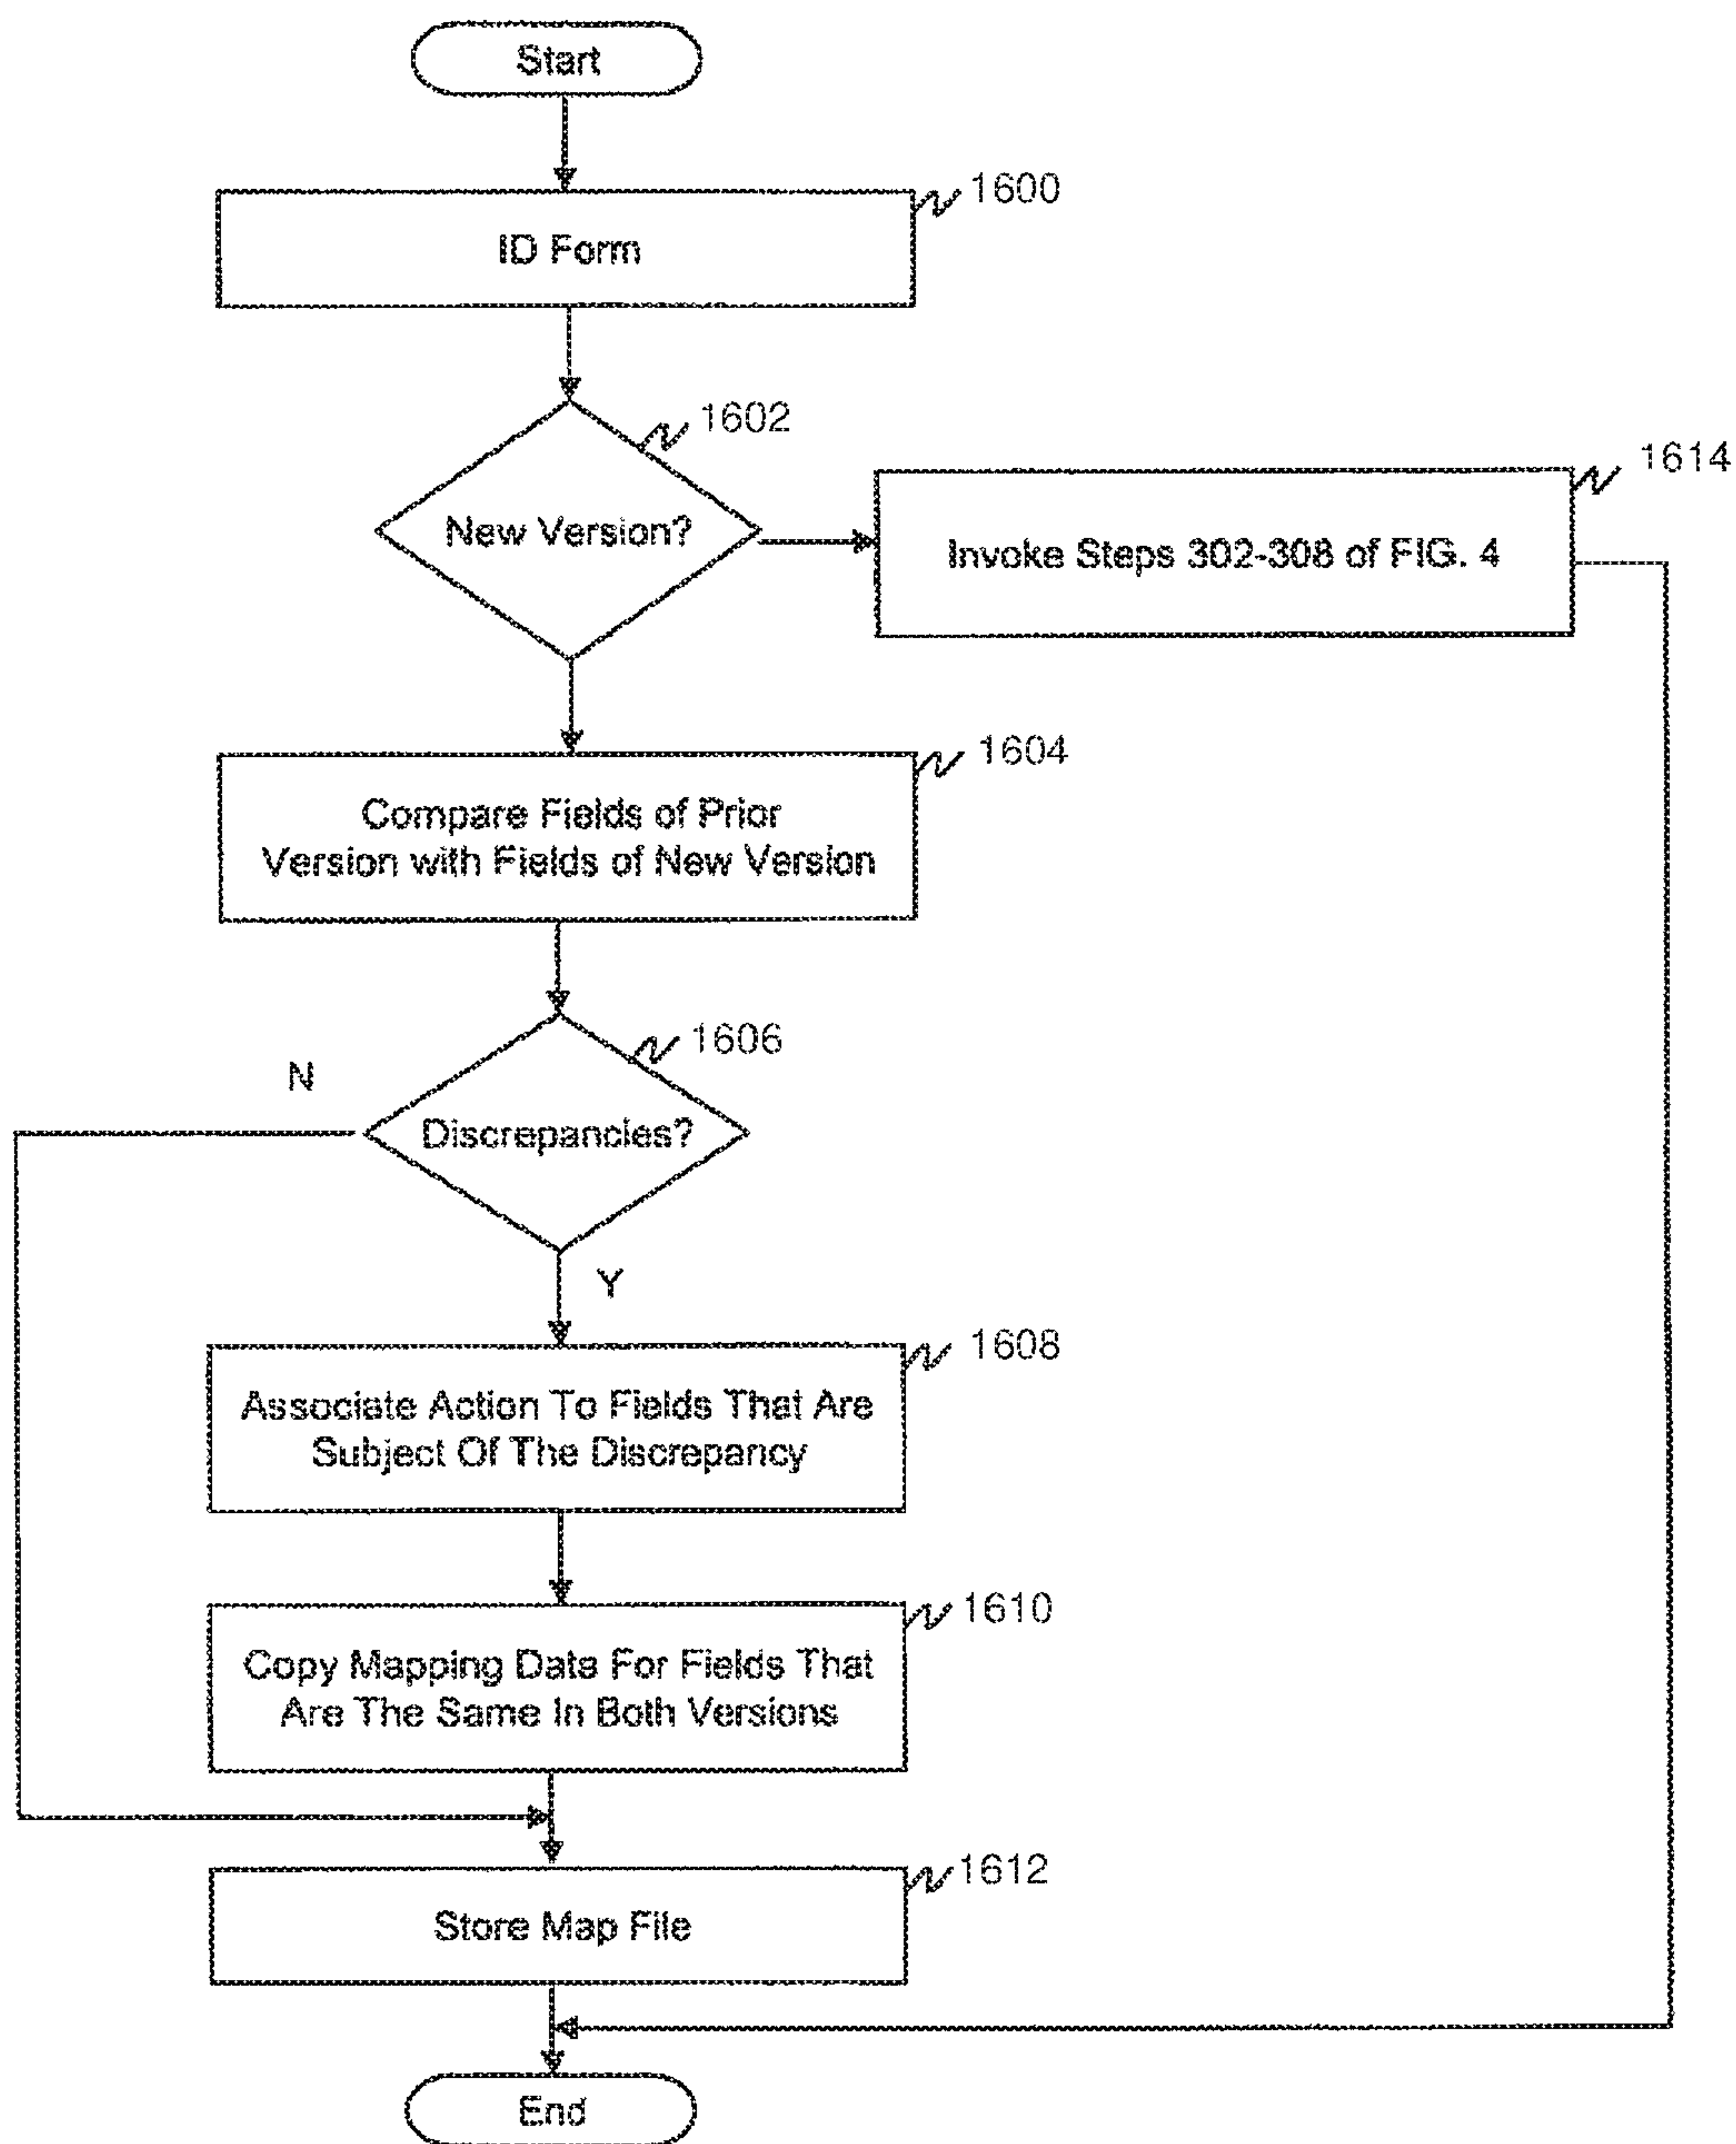 Start
1600
ID Form
1602
New Version?
1614
Invoke Steps 302-308 of FIG. 4
1604
Compare Fields of Prior
Version with Fields of New Version
1606
N
Discrepancies?
Y
1608
Associate Action To Fields That Are
Subject Of The Discrepancy
1610
Copy Mapping Data For Fields That
Are The Same In Both Versions
1612
Store Map File
End